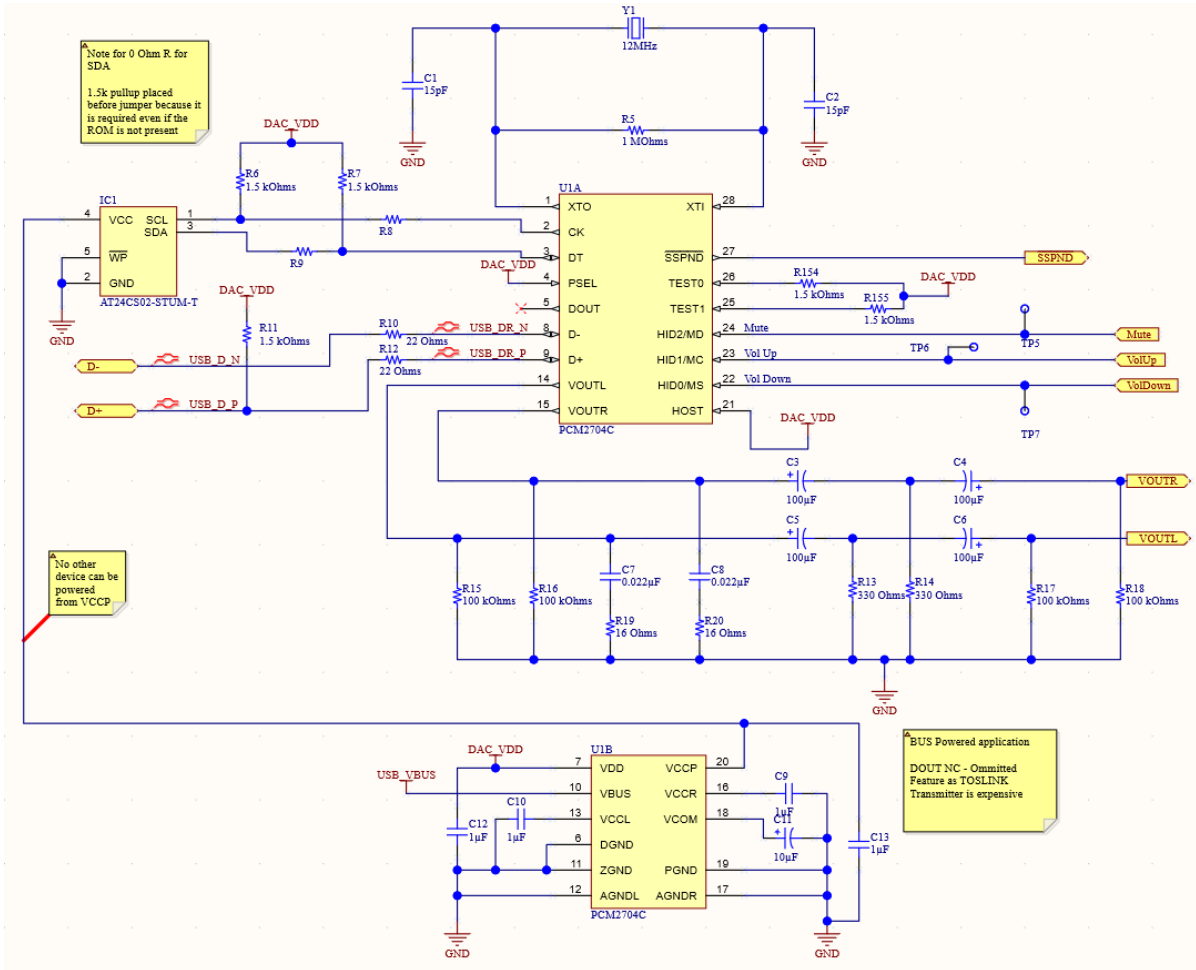 Y1
12MHz
Note for 0 Ohm R for
SDA
1.5k pullup placed
before jumper because it
is required even if the
ROM is not present
C1
15pF
C2
15pF
R5
1 MOhms
GND
GND
DAC_VDD
R6
1.5 kOhms
R7
1.5 kOhms
IC1
4 VCC SCL 1
SDA 3
5 WP
2 GND
AT24CS02-STUM-T
GND
R8
R9
U1A
1 XTO XTI 28
2 CK
3 DT SSPND 27
4 PSEL TEST0 26
5 DOUT TEST1 25
8 D- HID2/MD 24
9 D+ HID1/MC 23
14 VOUTL HID0/MS 22
15 VOUTR HOST 21
PCM2704C
DAC_VDD
SSPND
R154
1.5 kOhms
DAC_VDD
R155
1.5 kOhms
DAC_VDD
R11
1.5 kOhms
R10
22 Ohms
USB_DR_N
R12
22 Ohms
USB_DR_P
D-
USB_D_N
D+
USB_D_P
Mute
TP5
Mute
Vol Up
TP6
VolUp
Vol Down
TP7
VolDown
DAC_VDD
C3
100µF
C4
100µF
VOUTR
C5
100µF
C6
100µF
VOUTL
R15
100 kOhms
R16
100 kOhms
C7
0.022µF
C8
0.022µF
R19
16 Ohms
R20
16 Ohms
R13
330 Ohms
R14
330 Ohms
R17
100 kOhms
R18
100 kOhms
GND
No other
device can be
powered
from VCCP
BUS Powered application
DOUT NC - Ommitted
Feature as TOSLINK
Transmitter is expensive
DAC_VDD
USB_VBUS
U1B
7 VDD VCCP 20
10 VBUS VCCR 16
13 VCCL VCOM 18
6 DGND
11 ZGND PGND 19
12 AGNDL AGNDR 17
PCM2704C
C12
1µF
C10
1µF
C9
1µF
C11
10µF
C13
1µF
GND
GND